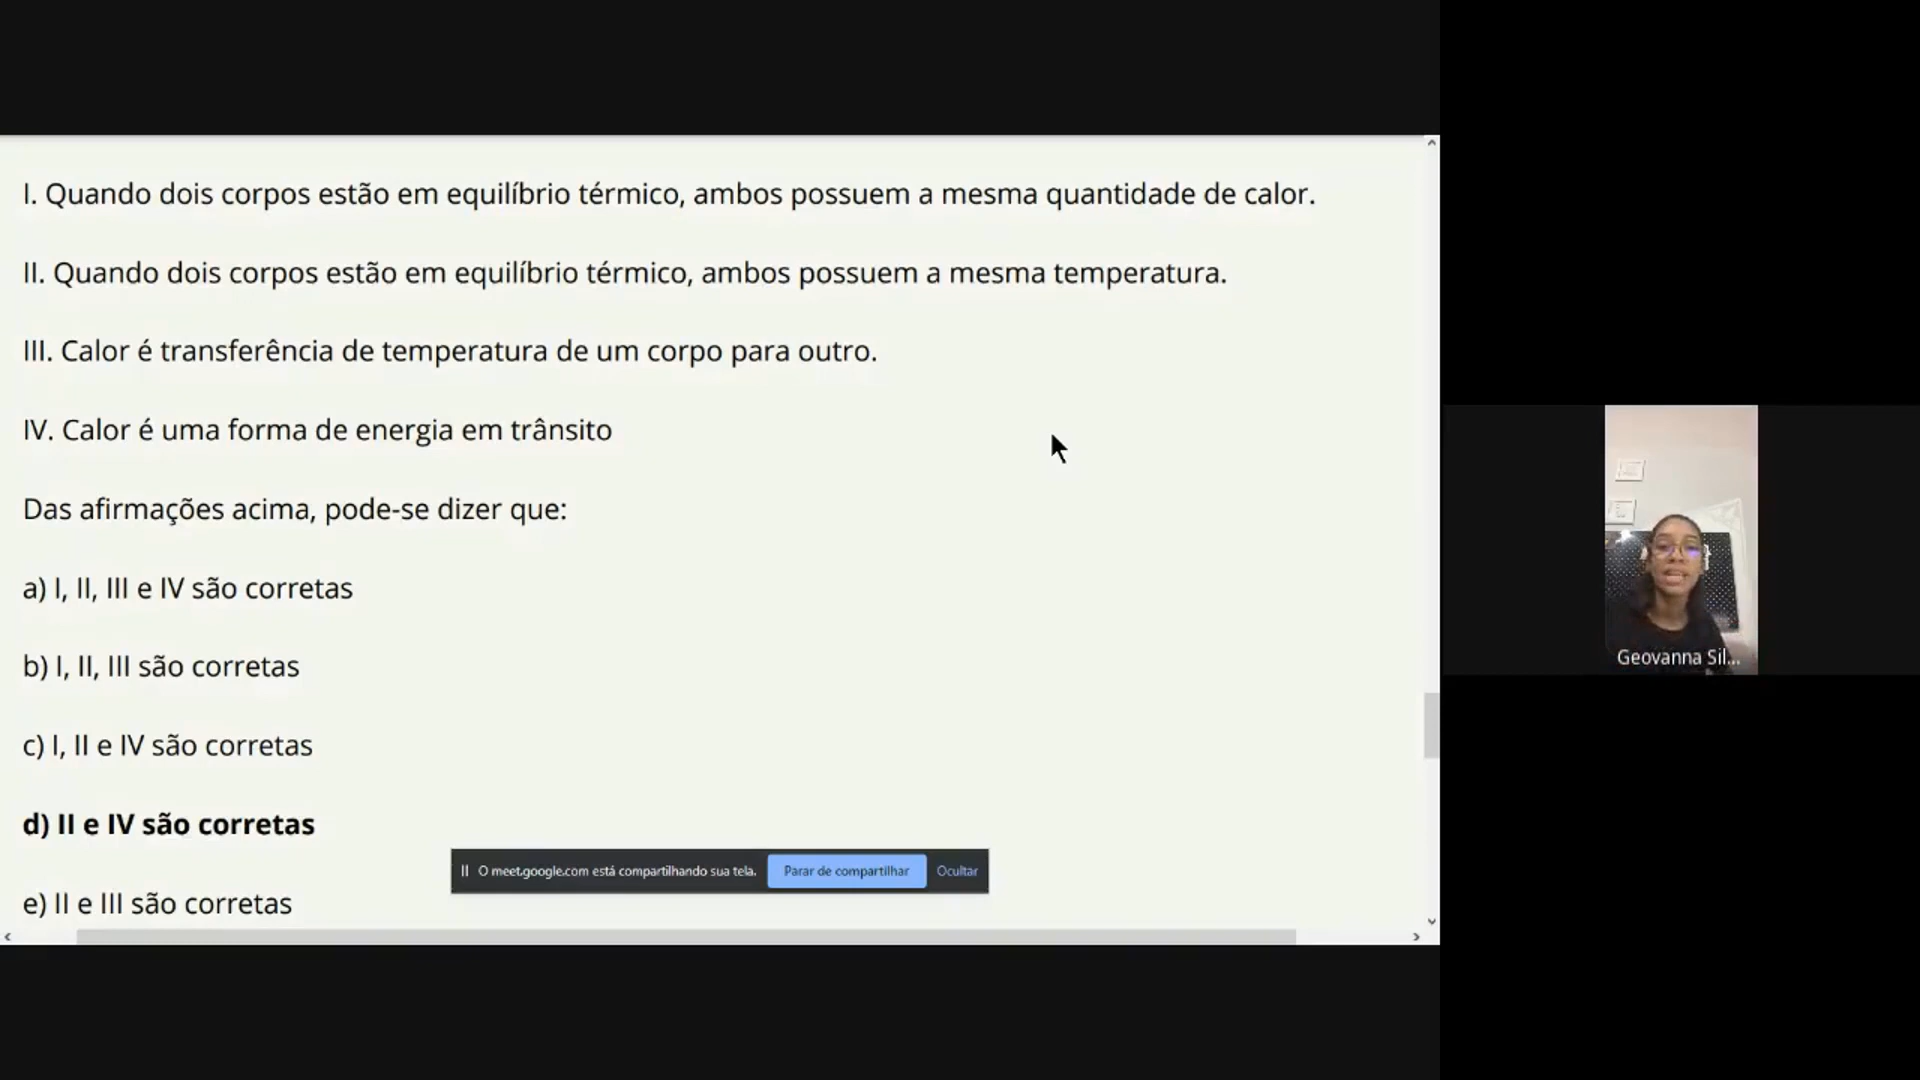 I. Quando dois corpos estão em equilíbrio térmico, ambos possuem a mesma quantidade de calor.
II. Quando dois corpos estão em equilíbrio térmico, ambos possuem a mesma temperatura.
III. Calor é transferência de temperatura de um corpo para outro.
IV. Calor é uma forma de energia em trânsito
Das afirmações acima, pode-se dizer que:
a) I, II, III e IV são corretas
b) I, II, III são corretas
c) I, II e IV são corretas
d) II e IV são corretas
e) II e III são corretas
O meet.google.com está compartilhando sua tela. Parar de compartilhar Ocultar
Geovanna Sil...